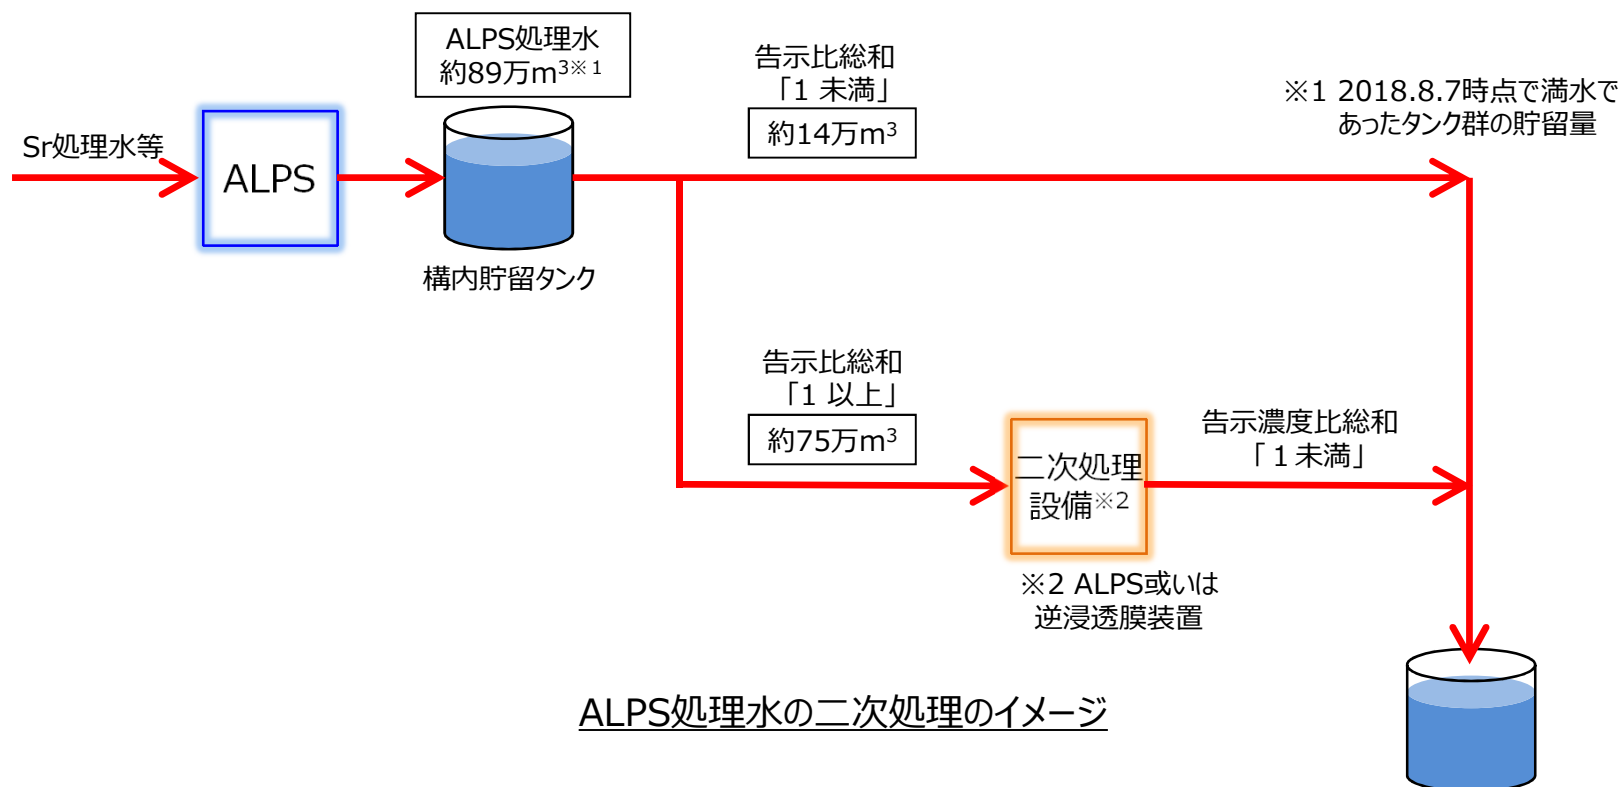 ALPS処理水
約89万m³※1
告示比総和
「1 未満」
約14万m³
※1 2018.8.7時点で満水で
あったタンク群の貯留量
Sr処理水等
ALPS
構内貯留タンク
告示比総和
「1 以上」
約75万m³
二次処理
設備※2
告示濃度比総和
「１未満」
※2 ALPS或いは
逆浸透膜装置
ALPS処理水の二次処理のイメージ